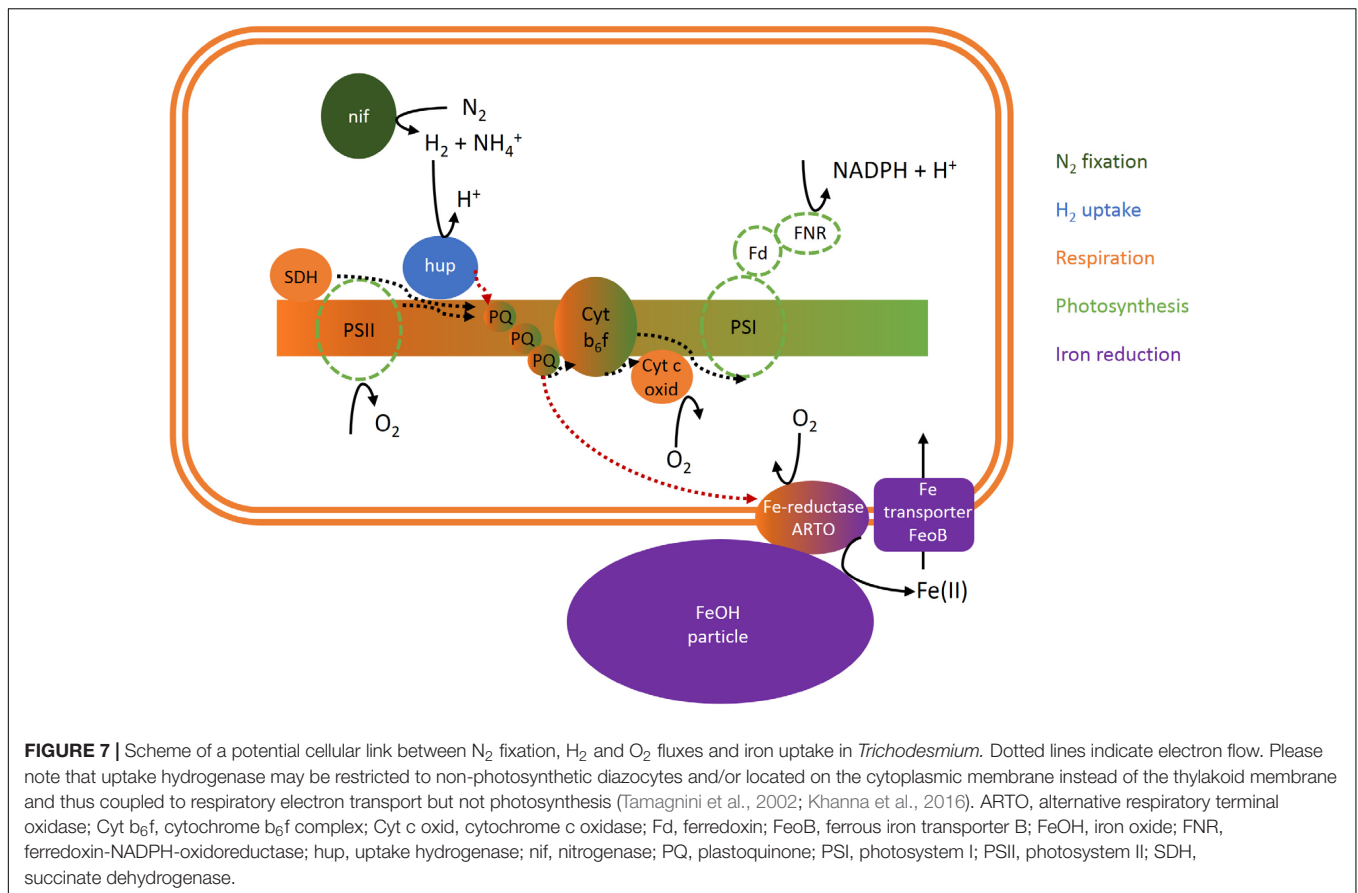 nif
N₂
H₂ + NH₄⁺
H⁺
NADPH + H⁺
FNR
Fd
hup
SDH
PSII
PQ
PQ
PQ
Cyt
b₆f
PSI
Cyt c
oxid
O₂
O₂
O₂
Fe-reductase
ARTO
Fe
transporter
FeoB
Fe(II)
FeOH
particle
N₂ fixation
H₂ uptake
Respiration
Photosynthesis
Iron reduction
FIGURE 7 | Scheme of a potential cellular link between N₂ fixation, H₂ and O₂ fluxes and iron uptake in Trichodesmium. Dotted lines indicate electron flow. Please
note that uptake hydrogenase may be restricted to non-photosynthetic diazocytes and/or located on the cytoplasmic membrane instead of the thylakoid membrane
and thus coupled to respiratory electron transport but not photosynthesis (Tamagnini et al., 2002; Khanna et al., 2016). ARTO, alternative respiratory terminal
oxidase; Cyt b₆f, cytochrome b₆f complex; Cyt c oxid, cytochrome c oxidase; Fd, ferredoxin; FeoB, ferrous iron transporter B; FeOH, iron oxide; FNR,
ferredoxin-NADPH-oxidoreductase; hup, uptake hydrogenase; nif, nitrogenase; PQ, plastoquinone; PSI, photosystem I; PSII, photosystem II; SDH,
succinate dehydrogenase.